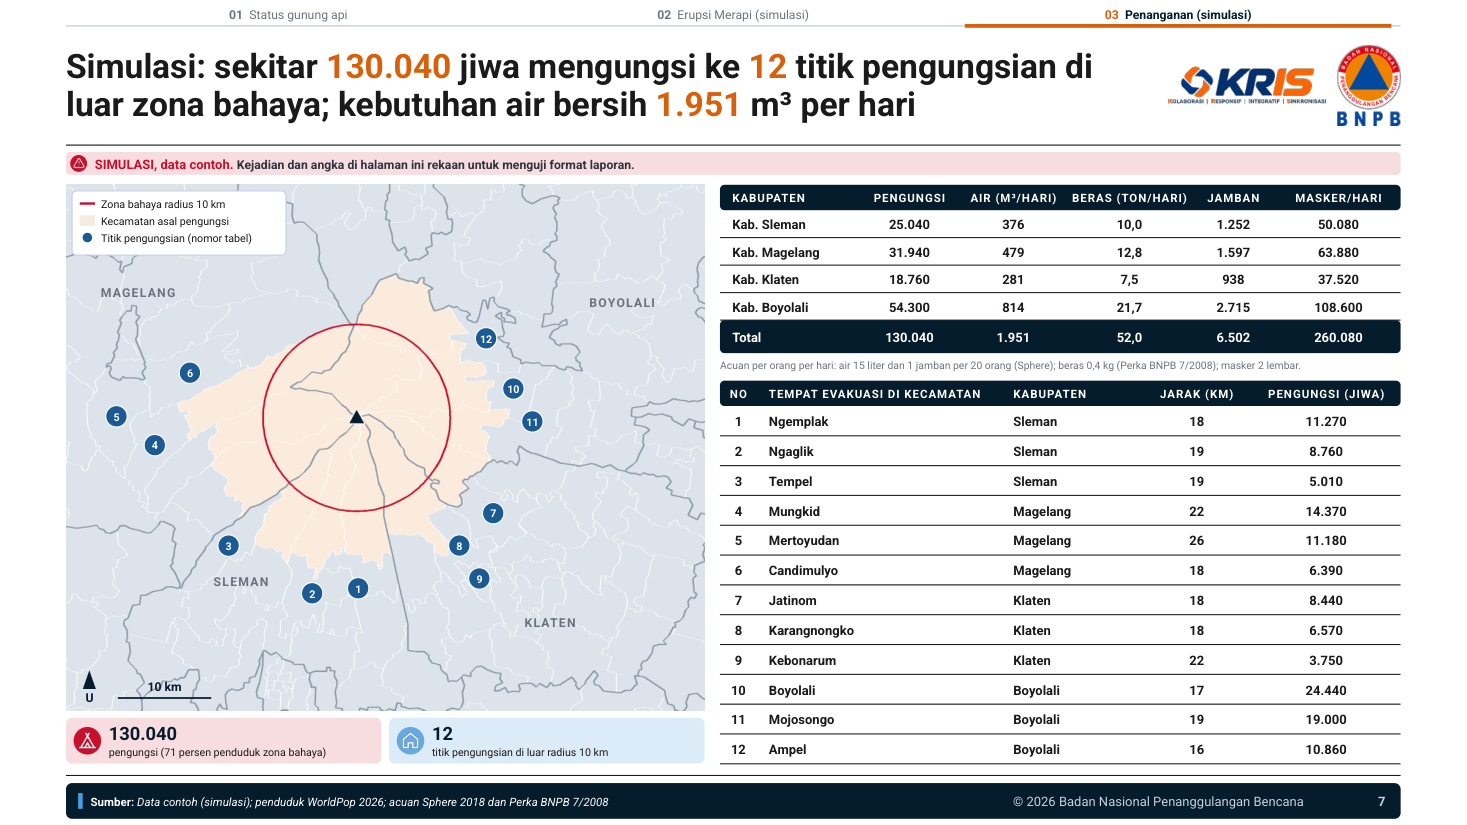 01 Status gunung api
02 Erupsi Merapi (simulasi)
03 Penanganan (simulasi)
Simulasi: sekitar 130.040 jiwa mengungsi ke 12 titik pengungsian di
luar zona bahaya; kebutuhan air bersih 1.951 m³ per hari
KRIS
KOLABORASI | RESPONSIF | INTEGRATIF | SINKRONISASI
BADAN NASIONAL
PENANGGULANGAN BENCANA
BNPB
SIMULASI, data contoh. Kejadian dan angka di halaman ini rekaan untuk menguji format laporan.
Zona bahaya radius 10 km
Kecamatan asal pengungsi
Titik pengungsian (nomor tabel)
MAGELANG
BOYOLALI
12
6
10
5
11
4
7
3
8
SLEMAN
9
2
1
KLATEN
U
10 km
130.040
pengungsi (71 persen penduduk zona bahaya)
12
titik pengungsian di luar radius 10 km
KABUPATEN PENGUNGSI AIR (M³/HARI) BERAS (TON/HARI) JAMBAN MASKER/HARI
Kab. Sleman 25.040 376 10,0 1.252 50.080
Kab. Magelang 31.940 479 12,8 1.597 63.880
Kab. Klaten 18.760 281 7,5 938 37.520
Kab. Boyolali 54.300 814 21,7 2.715 108.600
Total 130.040 1.951 52,0 6.502 260.080
Acuan per orang per hari: air 15 liter dan 1 jamban per 20 orang (Sphere); beras 0,4 kg (Perka BNPB 7/2008); masker 2 lembar.
NO TEMPAT EVAKUASI DI KECAMATAN KABUPATEN JARAK (KM) PENGUNGSI (JIWA)
1 Ngemplak Sleman 18 11.270
2 Ngaglik Sleman 19 8.760
3 Tempel Sleman 19 5.010
4 Mungkid Magelang 22 14.370
5 Mertoyudan Magelang 26 11.180
6 Candimulyo Magelang 18 6.390
7 Jatinom Klaten 18 8.440
8 Karangnongko Klaten 18 6.570
9 Kebonarum Klaten 22 3.750
10 Boyolali Boyolali 17 24.440
11 Mojosongo Boyolali 19 19.000
12 Ampel Boyolali 16 10.860
Sumber: Data contoh (simulasi); penduduk WorldPop 2026; acuan Sphere 2018 dan Perka BNPB 7/2008
© 2026 Badan Nasional Penanggulangan Bencana
7